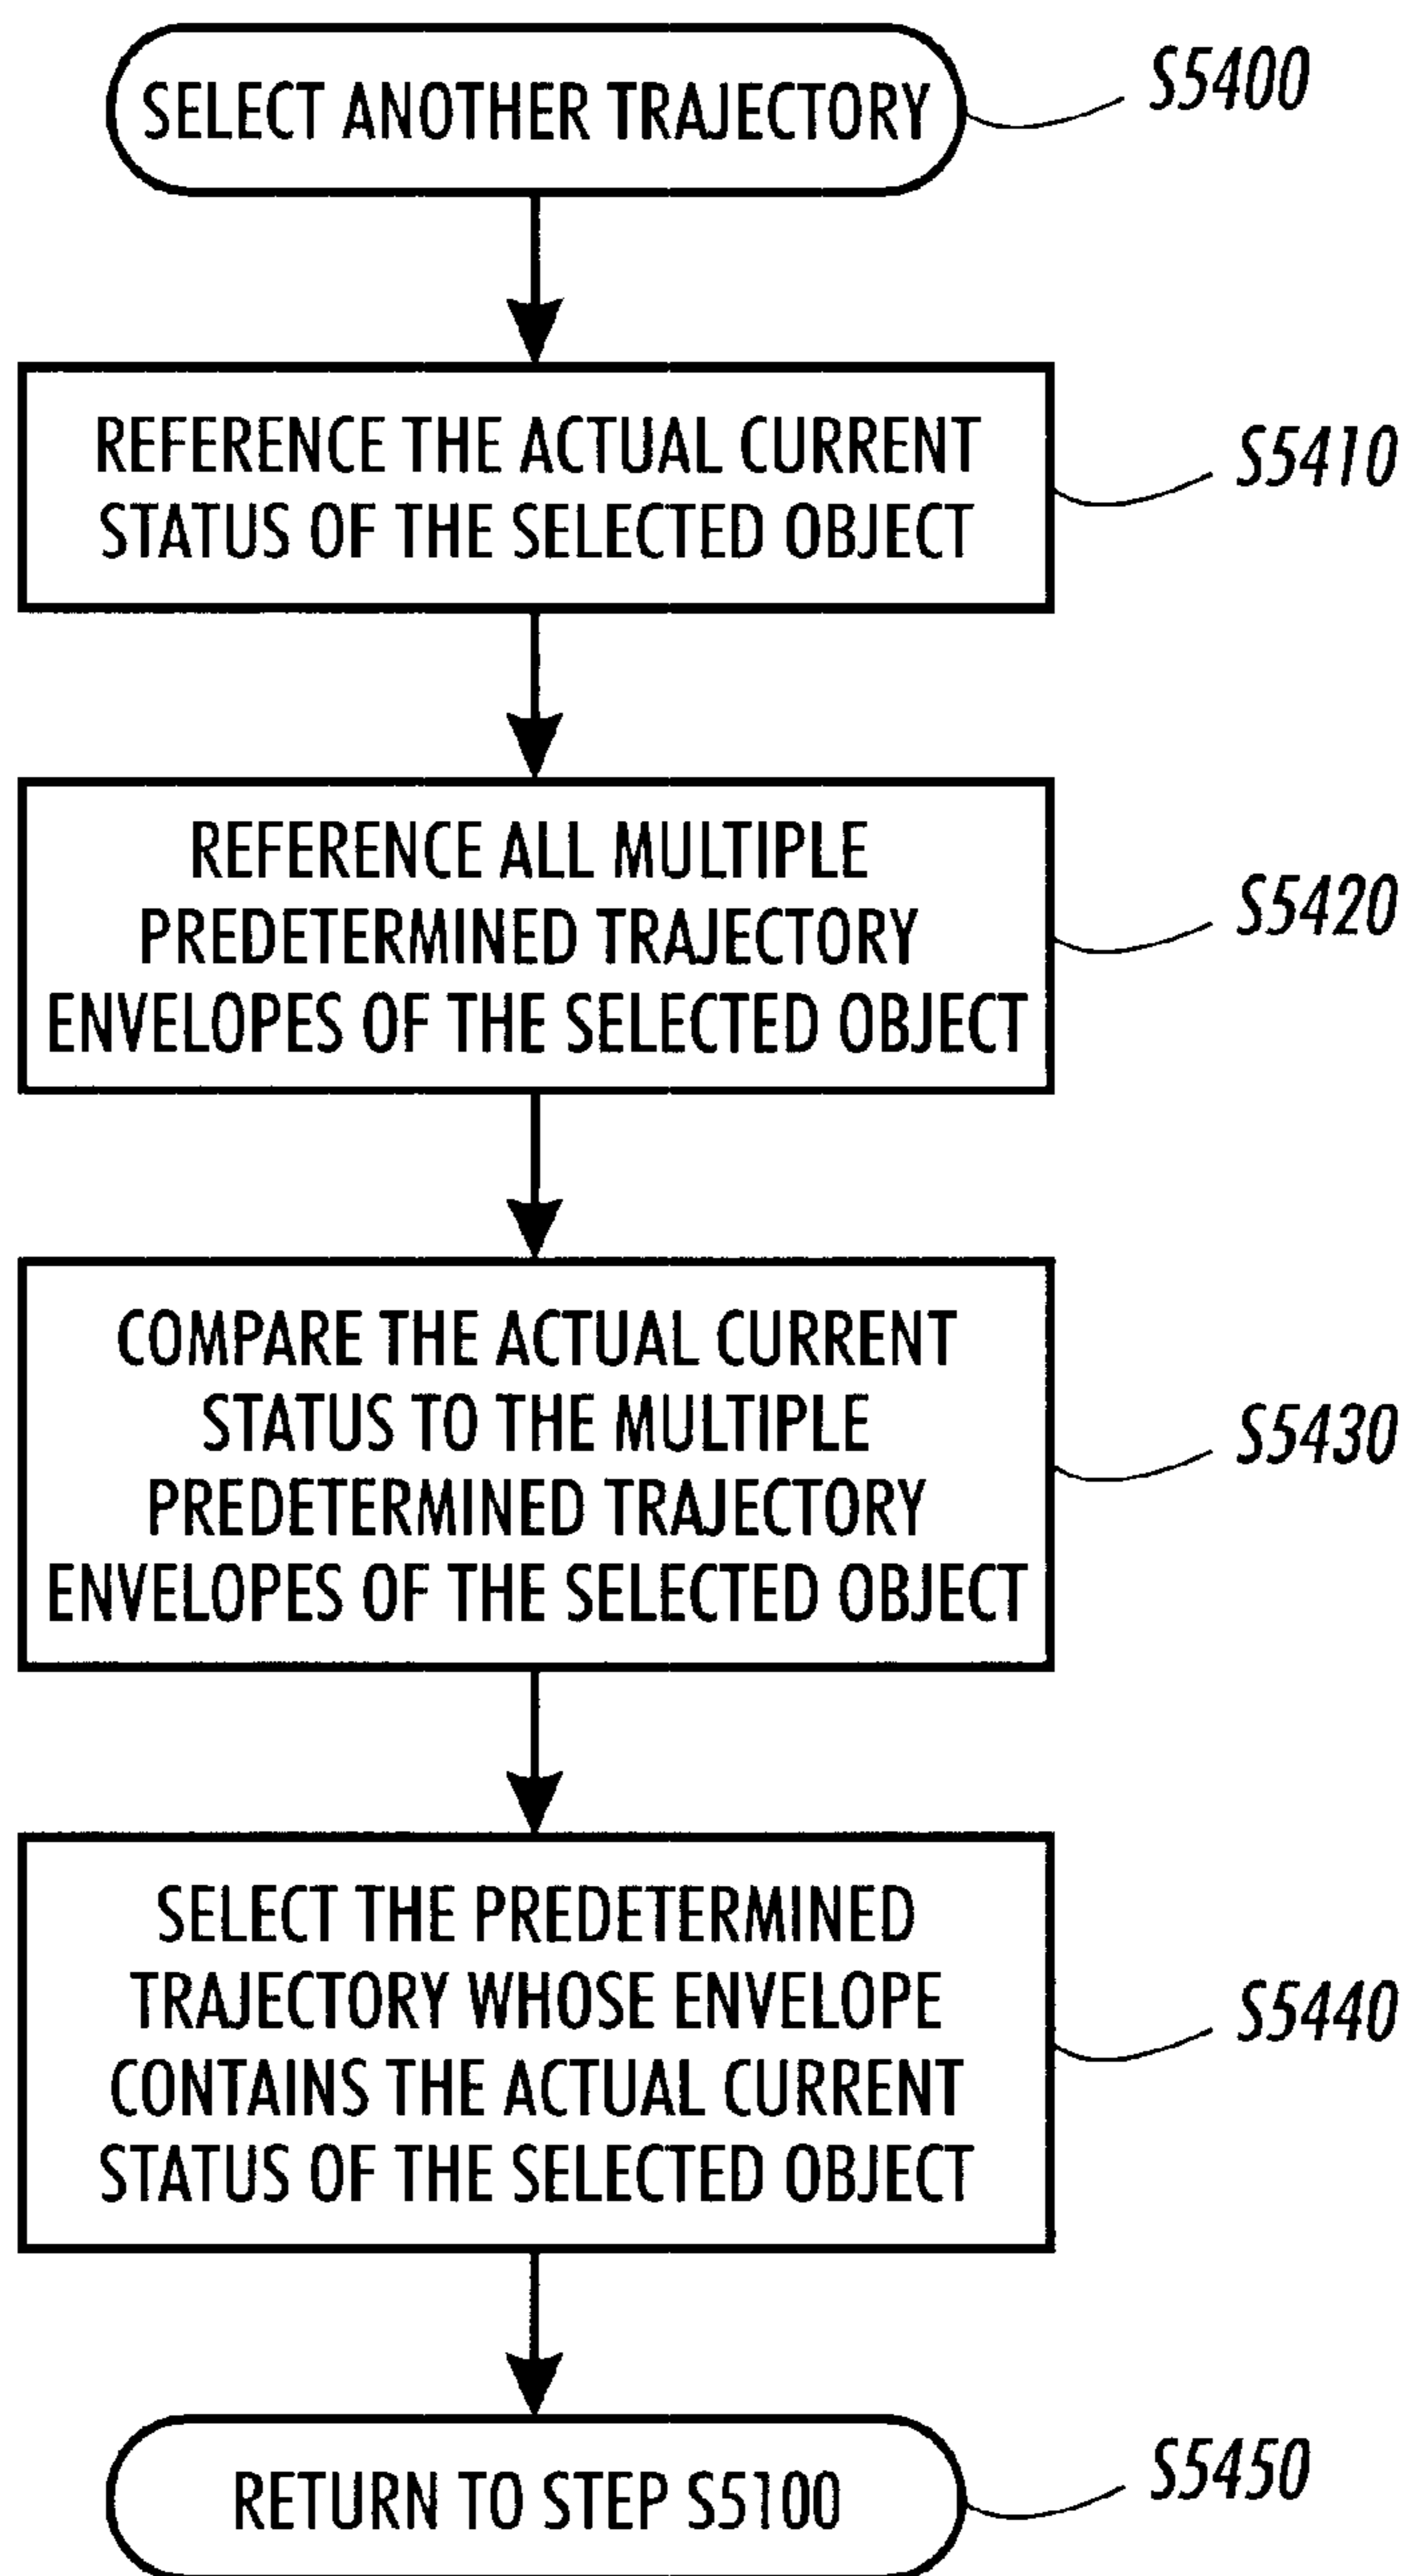 SELECT ANOTHER TRAJECTORY
S5400
REFERENCE THE ACTUAL CURRENT
STATUS OF THE SELECTED OBJECT
S5410
REFERENCE ALL MULTIPLE
PREDETERMINED TRAJECTORY
ENVELOPES OF THE SELECTED OBJECT
S5420
COMPARE THE ACTUAL CURRENT
STATUS TO THE MULTIPLE
PREDETERMINED TRAJECTORY
ENVELOPES OF THE SELECTED OBJECT
S5430
SELECT THE PREDETERMINED
TRAJECTORY WHOSE ENVELOPE
CONTAINS THE ACTUAL CURRENT
STATUS OF THE SELECTED OBJECT
S5440
RETURN TO STEP S5100
S5450